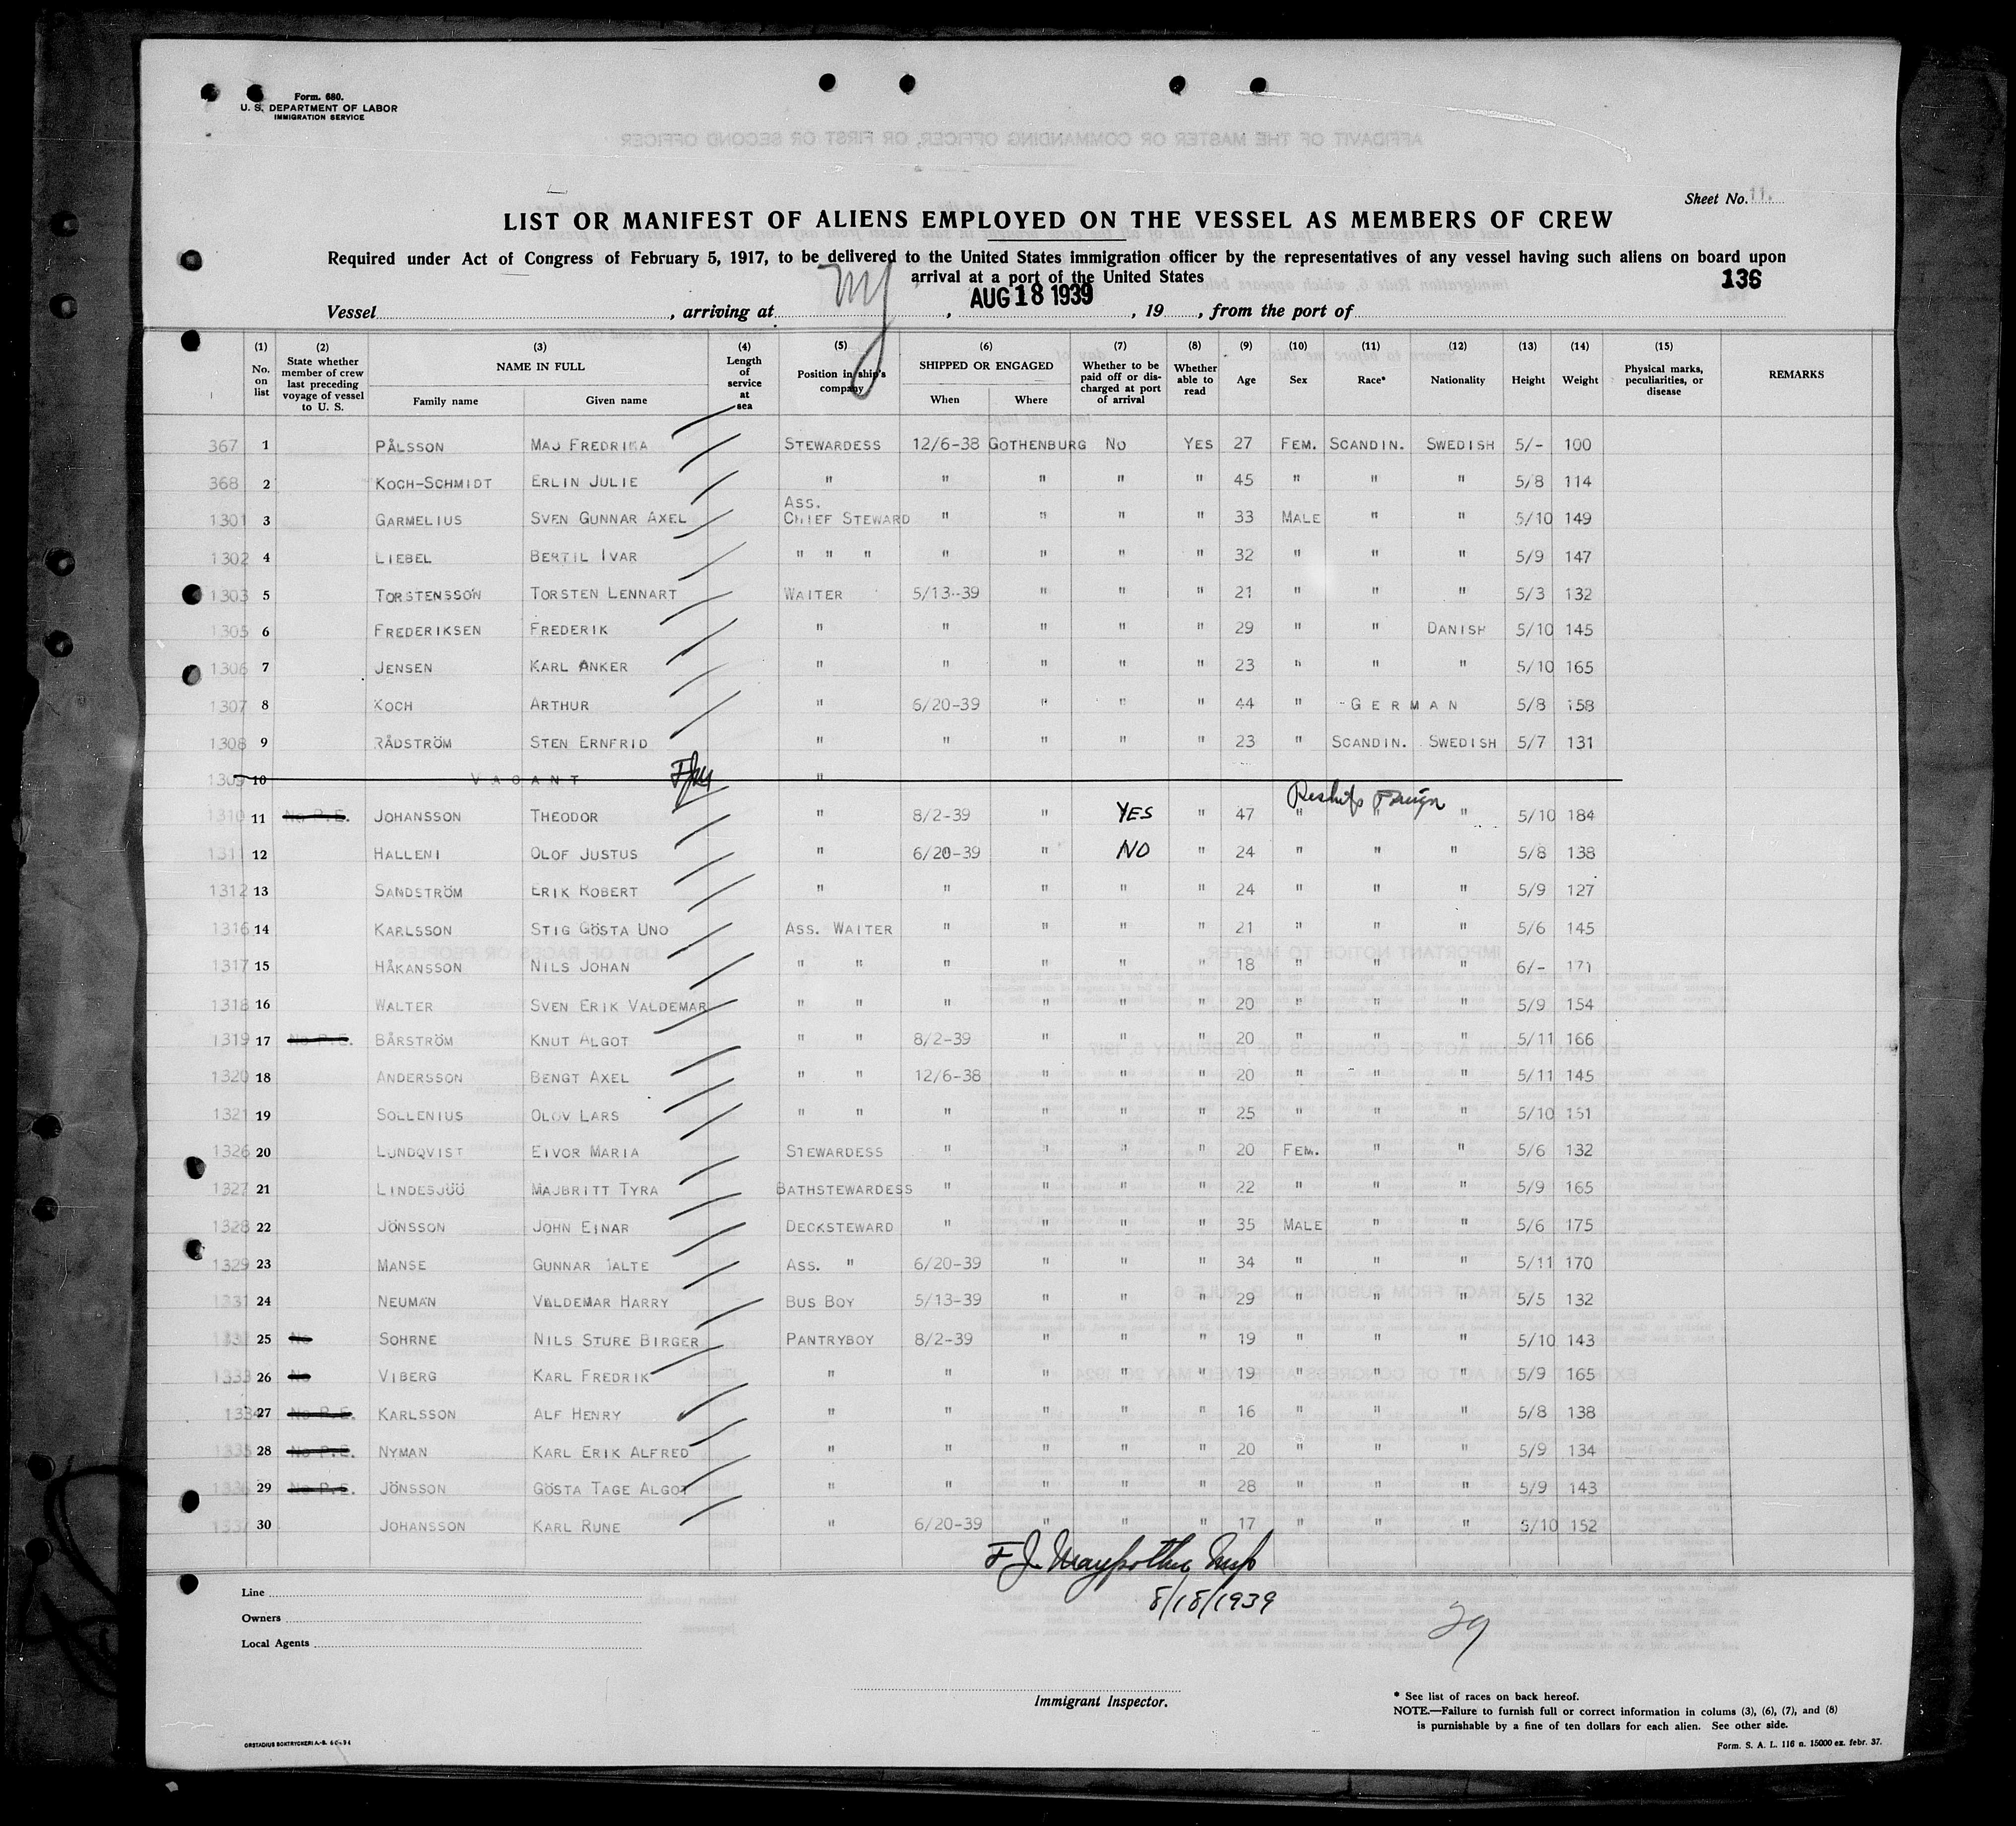 Form. 680.
U. S. DEPARTMENT OF LABOR
IMMIGRATION SERVICE
Sheet No. 11.
LIST OR MANIFEST OF ALIENS EMPLOYED ON THE VESSEL AS MEMBERS OF CREW
Required under Act of Congress of February 5, 1917, to be delivered to the United States immigration officer by the representatives of any vessel having such aliens on board upon
arrival at a port of the United States
136
Vessel , arriving at NY , AUG 18 1939 , 19 , from the port of
(1) No. on list (2) State whether member of crew last preceding voyage of vessel to U. S. (3) NAME IN FULL Family name Given name (4) Length of service at sea (5) Position in ship's company (6) SHIPPED OR ENGAGED When Where (7) Whether to be paid off or discharged at port of arrival (8) Whether able to read (9) Age (10) Sex (11) Race* (12) Nationality (13) Height (14) Weight (15) Physical marks, peculiarities, or disease REMARKS
367 1 PÅLSSON MAJ FREDRIKA STEWARDESS 12/6-38 GOTHENBURG NO YES 27 FEM. SCANDIN. SWEDISH 5/- 100
368 2 KOCH-SCHMIDT ERLIN JULIE " " " " " 45 " " " 5/8 114
1301 3 GARMELIUS SVEN GUNNAR AXEL ASS. CHIEF STEWARD " " " " 33 MALE " " 5/10 149
1302 4 LIEBEL BERTIL IVAR " " " " " " " 32 " " " 5/9 147
1303 5 TORSTENSSON TORSTEN LENNART WAITER 5/13-39 " " " 21 " " " 5/3 132
1305 6 FREDERIKSEN FREDERIK " " " " " 29 " " DANISH 5/10 145
1306 7 JENSEN KARL ANKER " " " " " 23 " " " 5/10 165
1307 8 KOCH ARTHUR " 6/20-39 " " " 44 " GERMAN 5/8 158
1308 9 RÅDSTRÖM STEN ERNFRID " " " " " 23 " SCANDIN. SWEDISH 5/7 131
1309 10 VACANT FJM "
1310 11 No P.E. JOHANSSON THEODOR " 8/2-39 " YES " 47 " Reships Foreign " " 5/10 184
1311 12 HALLENI OLOF JUSTUS " 6/20-39 " NO " 24 " " " 5/8 138
1312 13 SANDSTRÖM ERIK ROBERT " " " " " 24 " " " 5/9 127
1316 14 KARLSSON STIG GÖSTA UNO ASS. WAITER " " " " 21 " " " 5/6 145
1317 15 HÅKANSSON NILS JOHAN " " " " " " 18 " " " 6/- 171
1318 16 WALTER SVEN ERIK VALDEMAR " " " " " " 20 " " " 5/9 154
1319 17 No P.E. BÅRSTRÖM KNUT ALGOT " " 8/2-39 " " " 20 " " " 5/11 166
1320 18 ANDERSSON BENGT AXEL " " 12/6-38 " " " 20 " " " 5/11 145
1321 19 SOLLENIUS OLOV LARS " " " " " " 25 " " " 5/10 151
1326 20 LUNDQVIST EIVOR MARIA STEWARDESS " " " " 20 FEM. " " 5/6 132
1327 21 LINDESJÖÖ MAJBRITT TYRA BATHSTEWARDESS " " " " 22 " " " 5/9 165
1328 22 JÖNSSON JOHN EINAR DECKSTEWARD " " " " 35 MALE " " 5/6 175
1329 23 MANSE GUNNAR MALTE ASS. " 6/20-39 " " " 34 " " " 5/11 170
1331 24 NEUMAN VALDEMAR HARRY BUS BOY 5/13-39 " " " 29 " " " 5/5 132
1332 25 No SOHRNE NILS STURE BIRGER PANTRYBOY 8/2-39 " " " 19 " " " 5/10 143
1333 26 No VIBERG KARL FREDRIK " " " " " 19 " " " 5/9 165
1334 27 No P.E. KARLSSON ALF HENRY " " " " " 16 " " " 5/8 138
1335 28 No P.E. NYMAN KARL ERIK ALFRED " " " " " 20 " " " 5/9 134
1336 29 No P.E. JÖNSSON GÖSTA TAGE ALGOT " " " " " 28 " " " 5/9 143
1337 30 JOHANSSON KARL RUNE " 6/20-39 " " " 17 " " " 5/10 152
F J Insp
8/18/1939
29
Line
Owners
Local Agents
Immigrant Inspector.
* See list of races on back hereof.
NOTE.—Failure to furnish full or correct information in colums (3), (6), (7), and (8)
is purnishable by a fine of ten dollars for each alien. See other side.
Form. S. A. L. 116 n. 15000 ex. febr. 37.